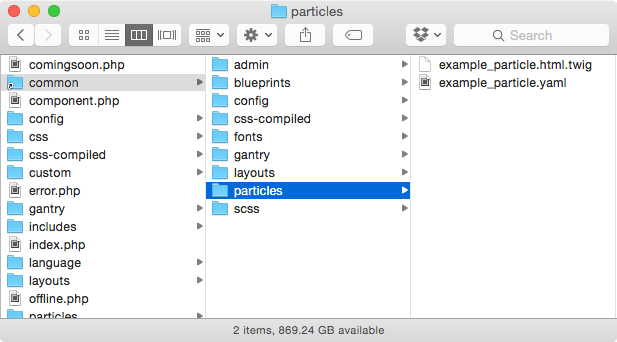 particles
Search
comingsoon.php
common
component.php
config
css
css-compiled
custom
error.php
gantry
includes
index.php
language
layouts
offline.php
particles
admin
blueprints
config
css-compiled
fonts
gantry
layouts
particles
scss
example_particle.html.twig
example_particle.yaml
2 items, 869.24 GB available